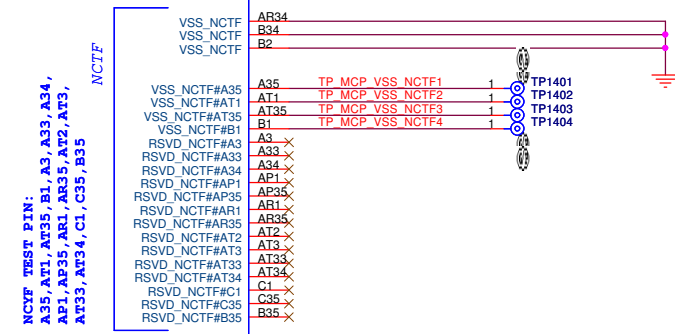 VSS_NCTF AR34
VSS_NCTF B34
VSS_NCTF B2
NCTF
VSS_NCTF#A35 A35 TP_MCP_VSS_NCTF1 1 TP1401
VSS_NCTF#AT1 AT1 TP_MCP_VSS_NCTF2 1 TP1402
VSS_NCTF#AT35 AT35 TP_MCP_VSS_NCTF3 1 TP1403
VSS_NCTF#B1 B1 TP_MCP_VSS_NCTF4 1 TP1404
RSVD_NCTF#A3 A3
RSVD_NCTF#A33 A33
RSVD_NCTF#A34 A34
RSVD_NCTF#AP1 AP1
RSVD_NCTF#AP35 AP35
RSVD_NCTF#AR1 AR1
RSVD_NCTF#AR35 AR35
RSVD_NCTF#AT2 AT2
RSVD_NCTF#AT3 AT3
RSVD_NCTF#AT33 AT33
RSVD_NCTF#AT34 AT34
RSVD_NCTF#C1 C1
RSVD_NCTF#C35 C35
RSVD_NCTF#B35 B35
NCYF TEST PIN:
A35,AT1,AT35,B1,A3,A33,A34,
AP1,AP35,AR1,AR35,AT2,AT3,
AT33,AT34,C1,C35,B35